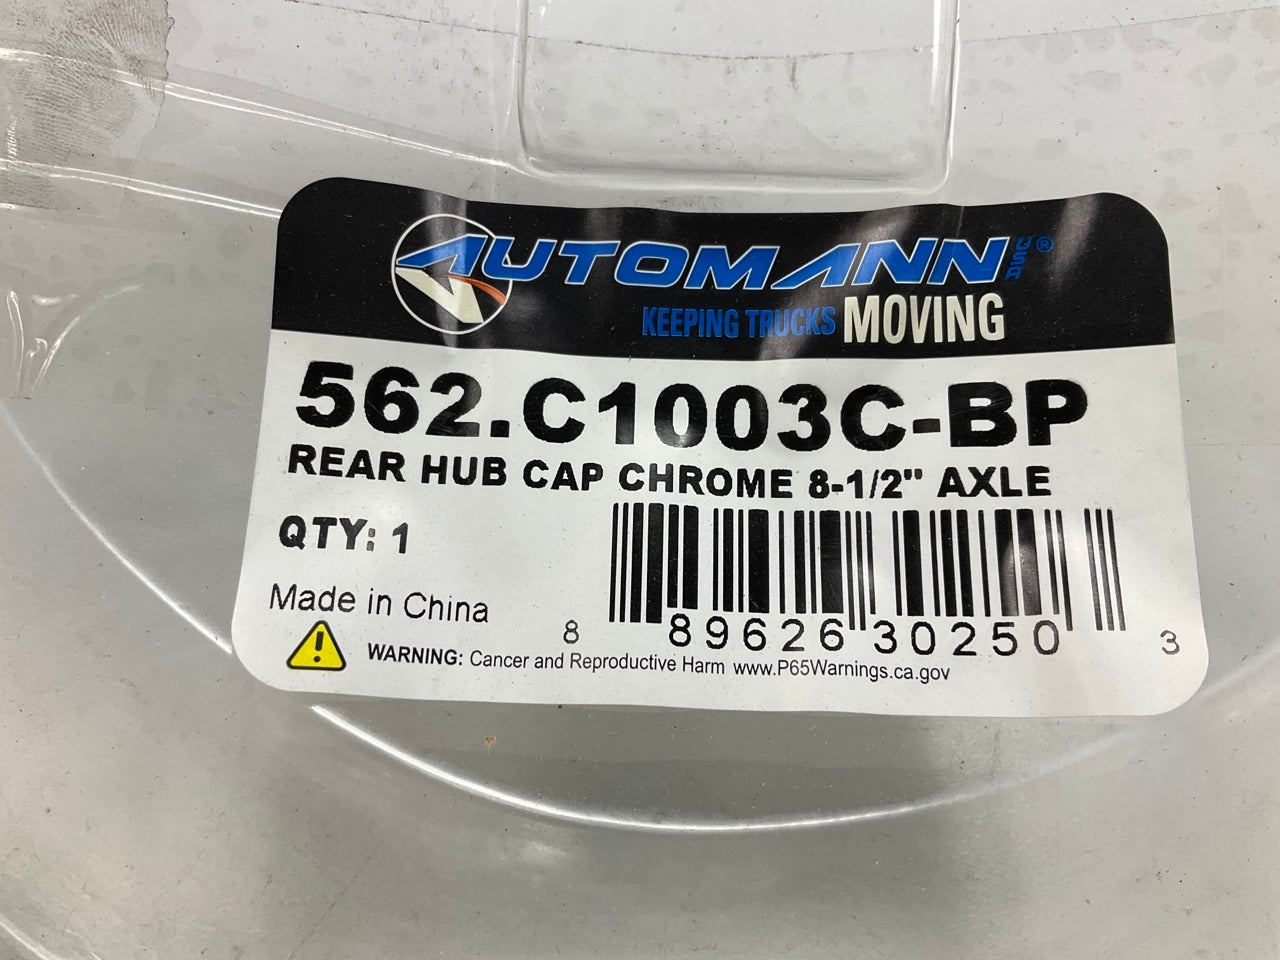 AUTOMANN USA®
KEEPING TRUCKS MOVING
562.C1003C-BP
REAR HUB CAP CHROME 8-1/2" AXLE
QTY: 1
Made in China
8 89626 30250 3
WARNING: Cancer and Reproductive Harm www.P65Warnings.ca.gov